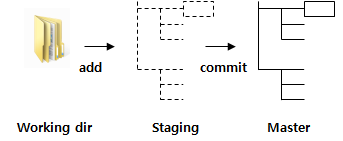 add
commit
Working dir
Staging
Master